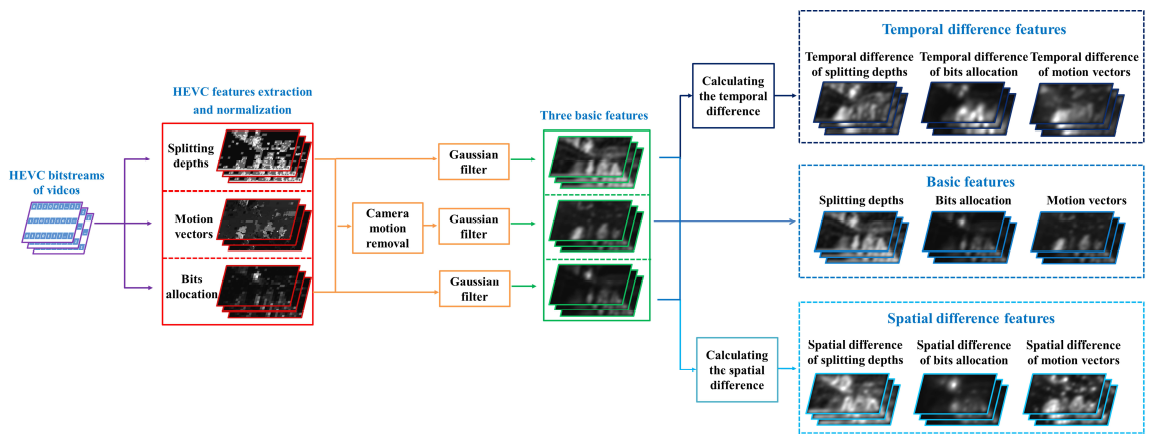 HEVC bitstreams
of videos
HEVC features extraction
and normalization
Splitting
depths
Motion
vectors
Bits
allocation
Camera
motion
removal
Gaussian
filter
Gaussian
filter
Gaussian
filter
Three basic features
Calculating
the temporal
difference
Calculating
the spatial
difference
Temporal difference features
Temporal difference
of splitting depths
Temporal difference
of bits allocation
Temporal difference
of motion vectors
Basic features
Splitting depths
Bits allocation
Motion vectors
Spatial difference features
Spatial difference
of splitting depths
Spatial difference
of bits allocation
Spatial difference
of motion vectors